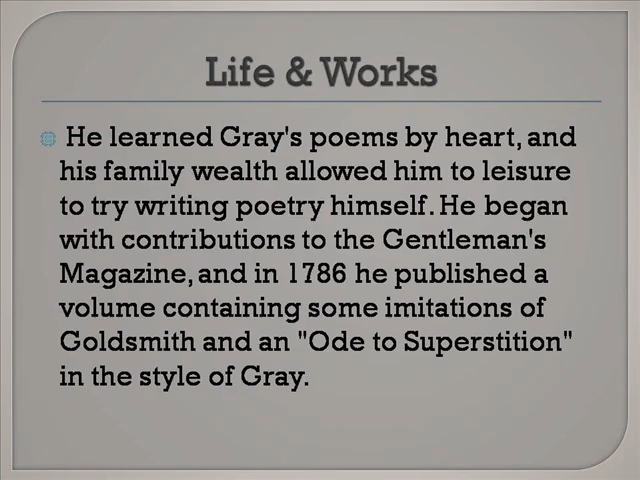 Life & Works
He learned Gray's poems by heart, and
his family wealth allowed him to leisure
to try writing poetry himself. He began
with contributions to the Gentleman's
Magazine, and in 1786 he published a
volume containing some imitations of
Goldsmith and an "Ode to Superstition"
in the style of Gray.